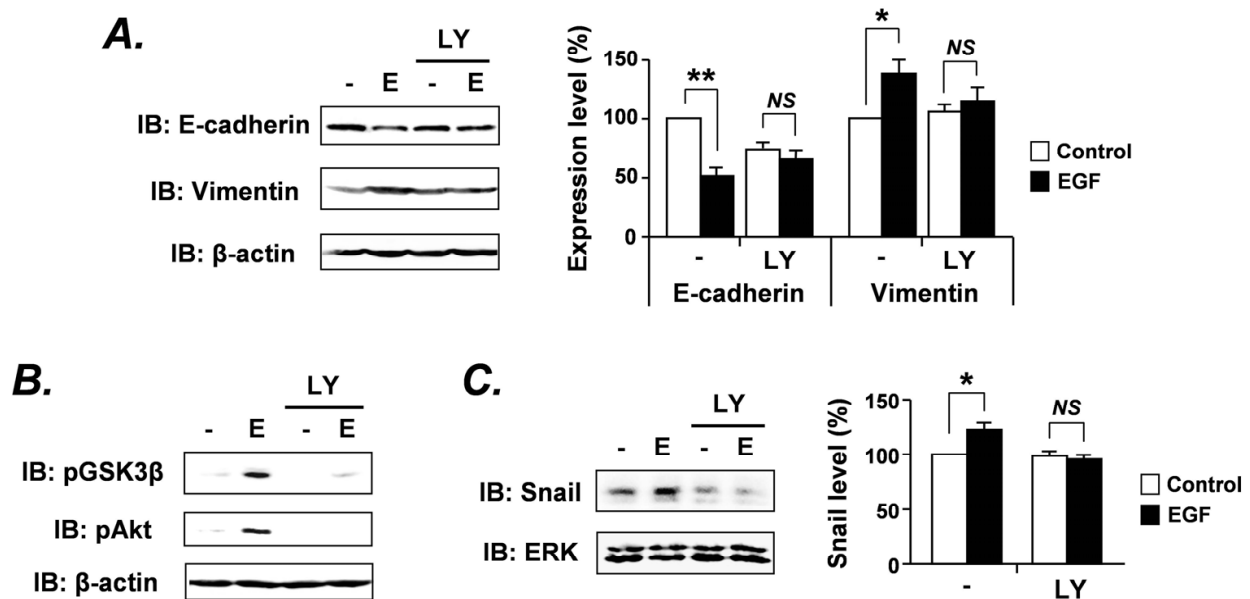 A.
LY
- E - E
IB: E-cadherin
IB: Vimentin
IB: β-actin
Expression level (%)
150
100
50
0
**
NS
*
NS
- LY - LY
E-cadherin Vimentin
Control
EGF
B.
LY
- E - E
IB: pGSK3β
IB: pAkt
IB: β-actin
C.
LY
- E - E
IB: Snail
IB: ERK
Snail level (%)
150
100
50
0
*
NS
- LY
Control
EGF